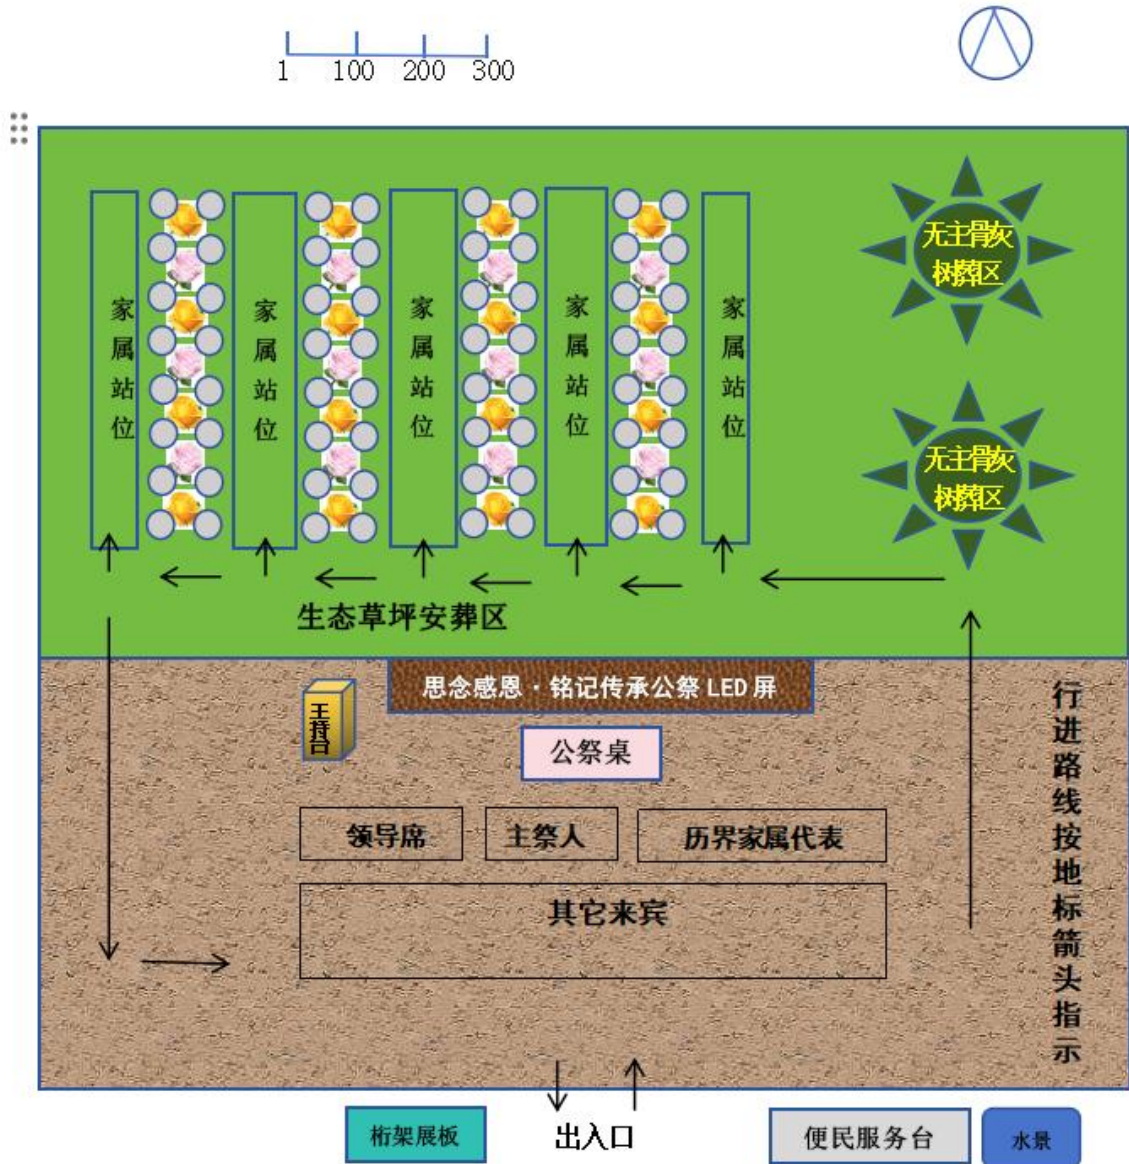 1 100 200 300
家属站位
家属站位
家属站位
家属站位
家属站位
无主骨灰
树葬区
无主骨灰
树葬区
生态草坪安葬区
思念感恩·铭记传承公祭 LED 屏
主持台
公祭桌
领导席
主祭人
历界家属代表
其它来宾
行进路线按地标箭头指示
桁架展板
出入口
便民服务台
水景